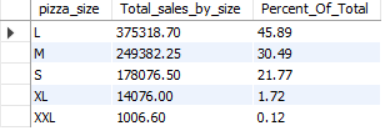 pizza_size Total_sales_by_size Percent_Of_Total
L 375318.70 45.89
M 249382.25 30.49
S 178076.50 21.77
XL 14076.00 1.72
XXL 1006.60 0.12